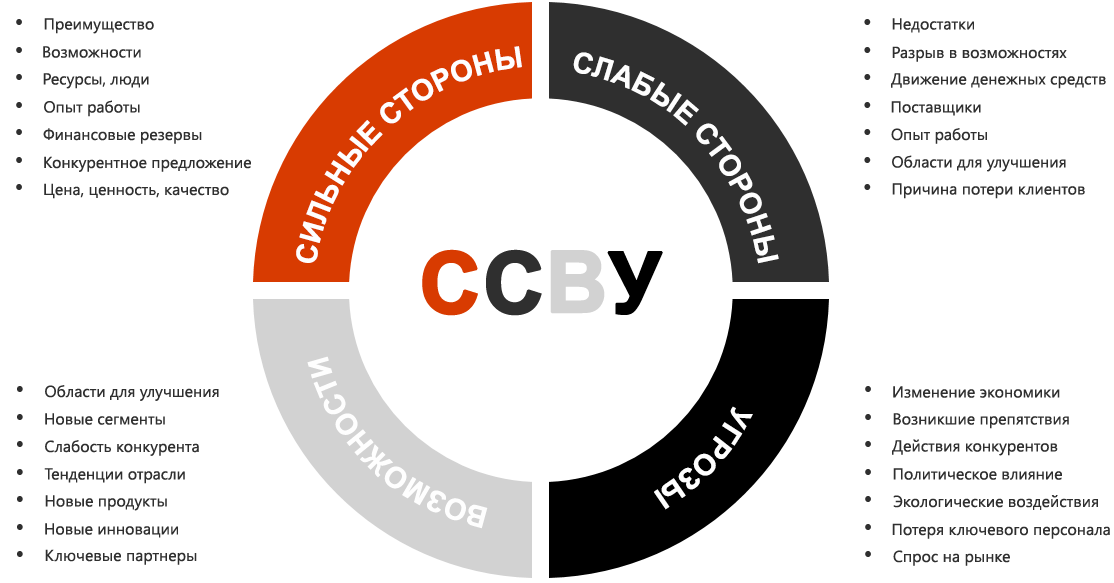 Преимущество
Возможности
Ресурсы, люди
Опыт работы
Финансовые резервы
Конкурентное предложение
Цена, ценность, качество
СИЛЬНЫЕ СТОРОНЫ
СЛАБЫЕ СТОРОНЫ
Недостатки
Разрыв в возможностях
Движение денежных средств
Поставщики
Опыт работы
Области для улучшения
Причина потери клиентов
ССВУ
Области для улучшения
Новые сегменты
Слабость конкурента
Тенденции отрасли
Новые продукты
Новые инновации
Ключевые партнеры
ВОЗМОЖНОСТИ
УГРОЗЫ
Изменение экономики
Возникшие препятствия
Действия конкурентов
Политическое влияние
Экологические воздействия
Потеря ключевого персонала
Спрос на рынке